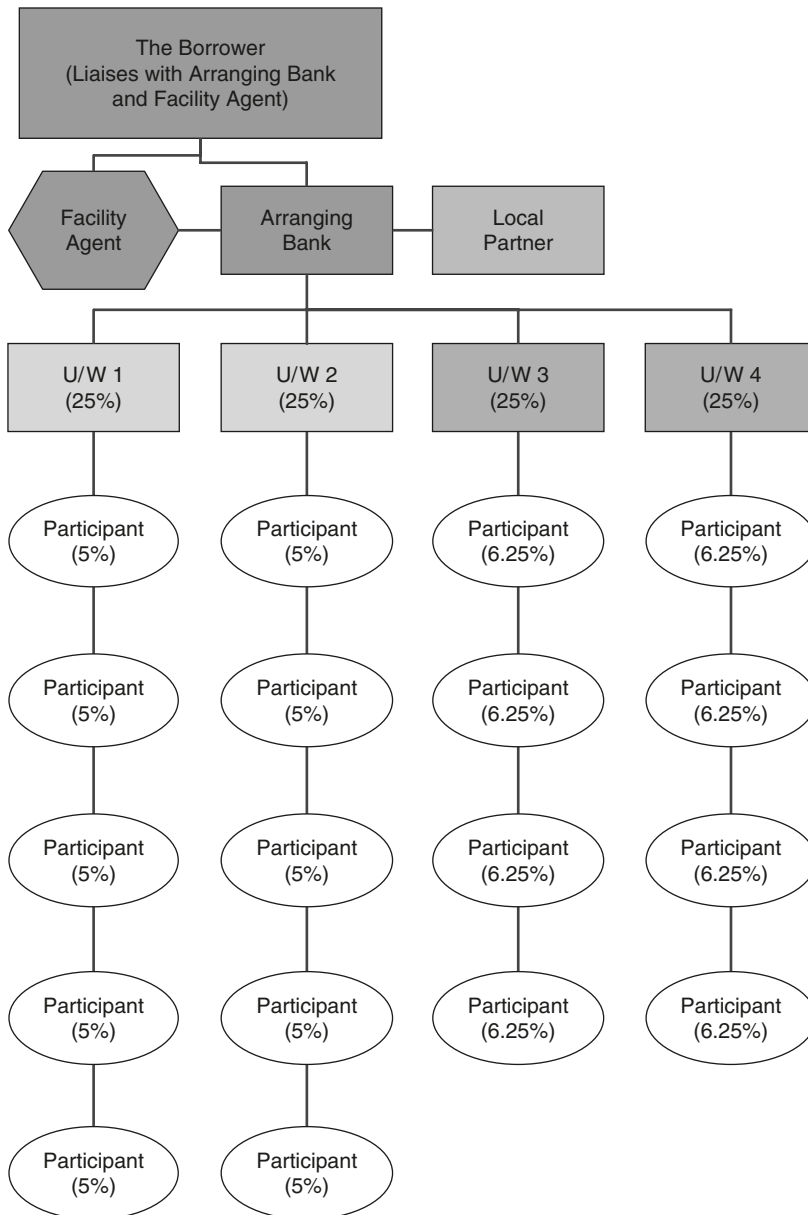 The Borrower
(Liaises with Arranging Bank
and Facility Agent)
Facility
Agent
Arranging
Bank
Local
Partner
U/W 1
(25%)
U/W 2
(25%)
U/W 3
(25%)
U/W 4
(25%)
Participant
(5%)
Participant
(5%)
Participant
(6.25%)
Participant
(6.25%)
Participant
(5%)
Participant
(5%)
Participant
(6.25%)
Participant
(6.25%)
Participant
(5%)
Participant
(5%)
Participant
(6.25%)
Participant
(6.25%)
Participant
(5%)
Participant
(5%)
Participant
(6.25%)
Participant
(6.25%)
Participant
(5%)
Participant
(5%)